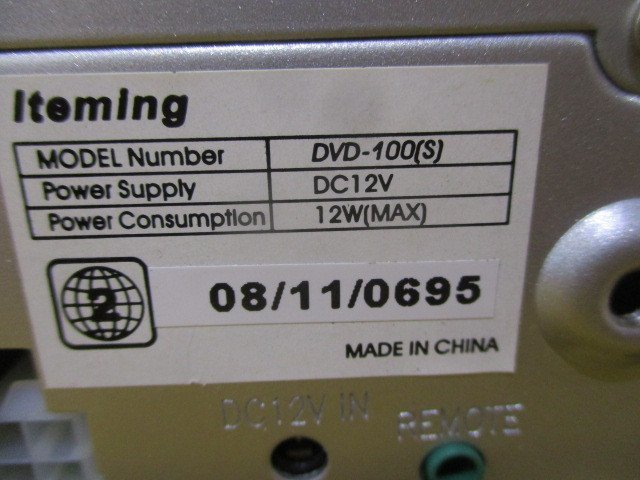 Iteming
MODEL Number DVD-100(S)
Power Supply DC12V
Power Consumption 12W(MAX)
2 08/11/0695
MADE IN CHINA
DC12V IN REMOTE